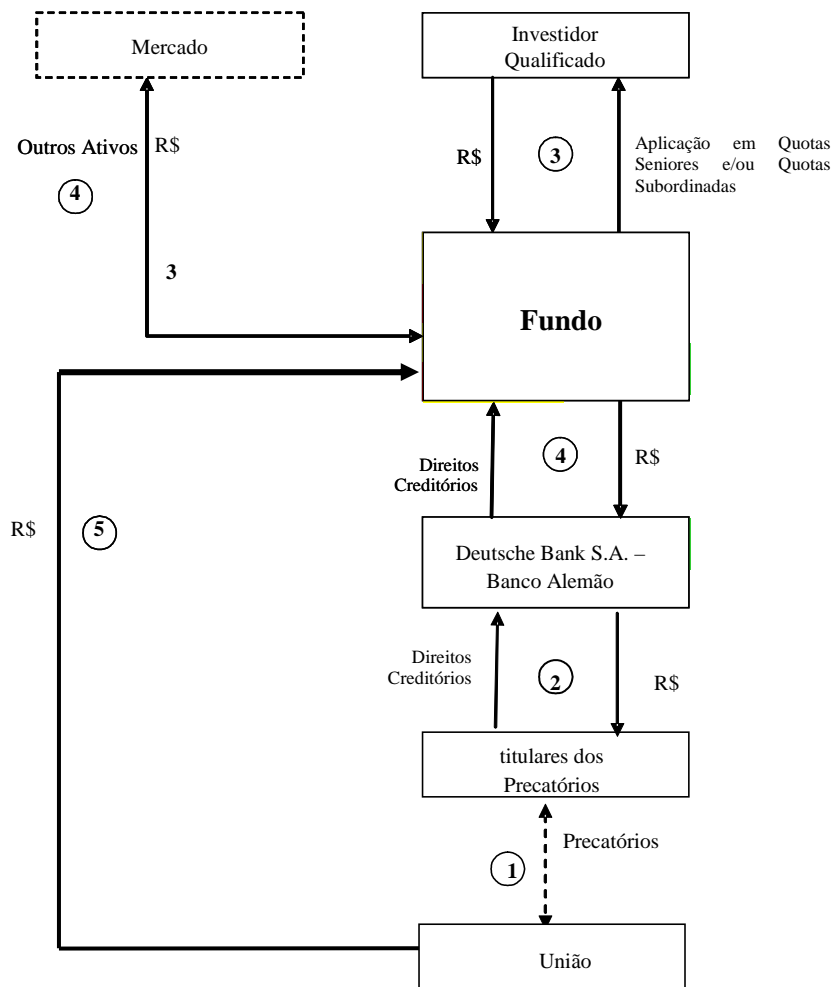 Mercado
Investidor
Qualificado
Outros Ativos
R$
4
3
R$
3
Aplicação em Quotas
Seniores e/ou Quotas
Subordinadas
Fundo
Direitos
Creditórios
4
R$
R$
5
Deutsche Bank S.A. –
Banco Alemão
Direitos
Creditórios
2
R$
titulares dos
Precatórios
1
Precatórios
União